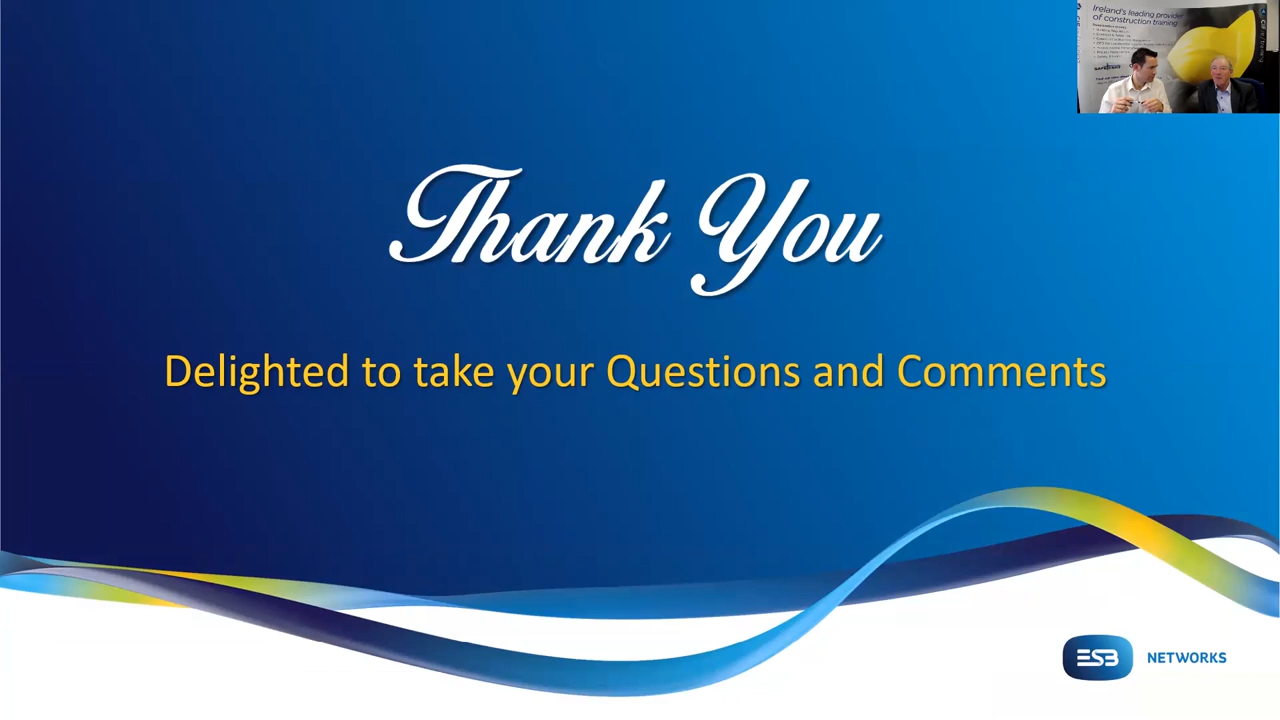 Ireland's leading provider
of construction training
Thank You
Delighted to take your Questions and Comments
ESB NETWORKS